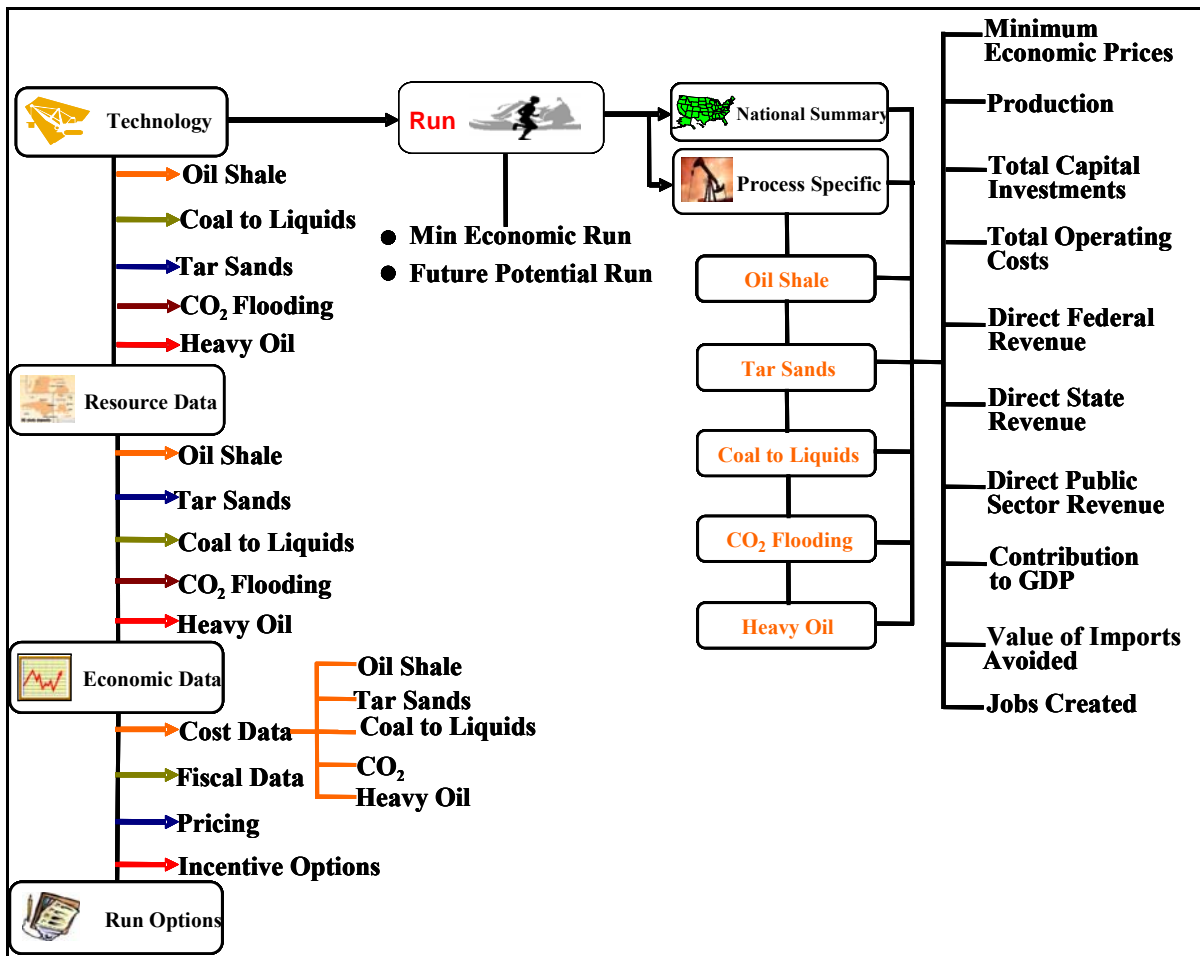 Technology
Oil Shale
Coal to Liquids
Tar Sands
CO₂ Flooding
Heavy Oil
Resource Data
Oil Shale
Tar Sands
Coal to Liquids
CO₂ Flooding
Heavy Oil
Economic Data
Cost Data
Oil Shale
Tar Sands
Coal to Liquids
CO₂
Heavy Oil
Fiscal Data
Pricing
Incentive Options
Run Options
Run
● Min Economic Run
● Future Potential Run
National Summary
Process Specific
Oil Shale
Tar Sands
Coal to Liquids
CO₂ Flooding
Heavy Oil
Minimum
Economic Prices
Production
Total Capital
Investments
Total Operating
Costs
Direct Federal
Revenue
Direct State
Revenue
Direct Public
Sector Revenue
Contribution
to GDP
Value of Imports
Avoided
Jobs Created